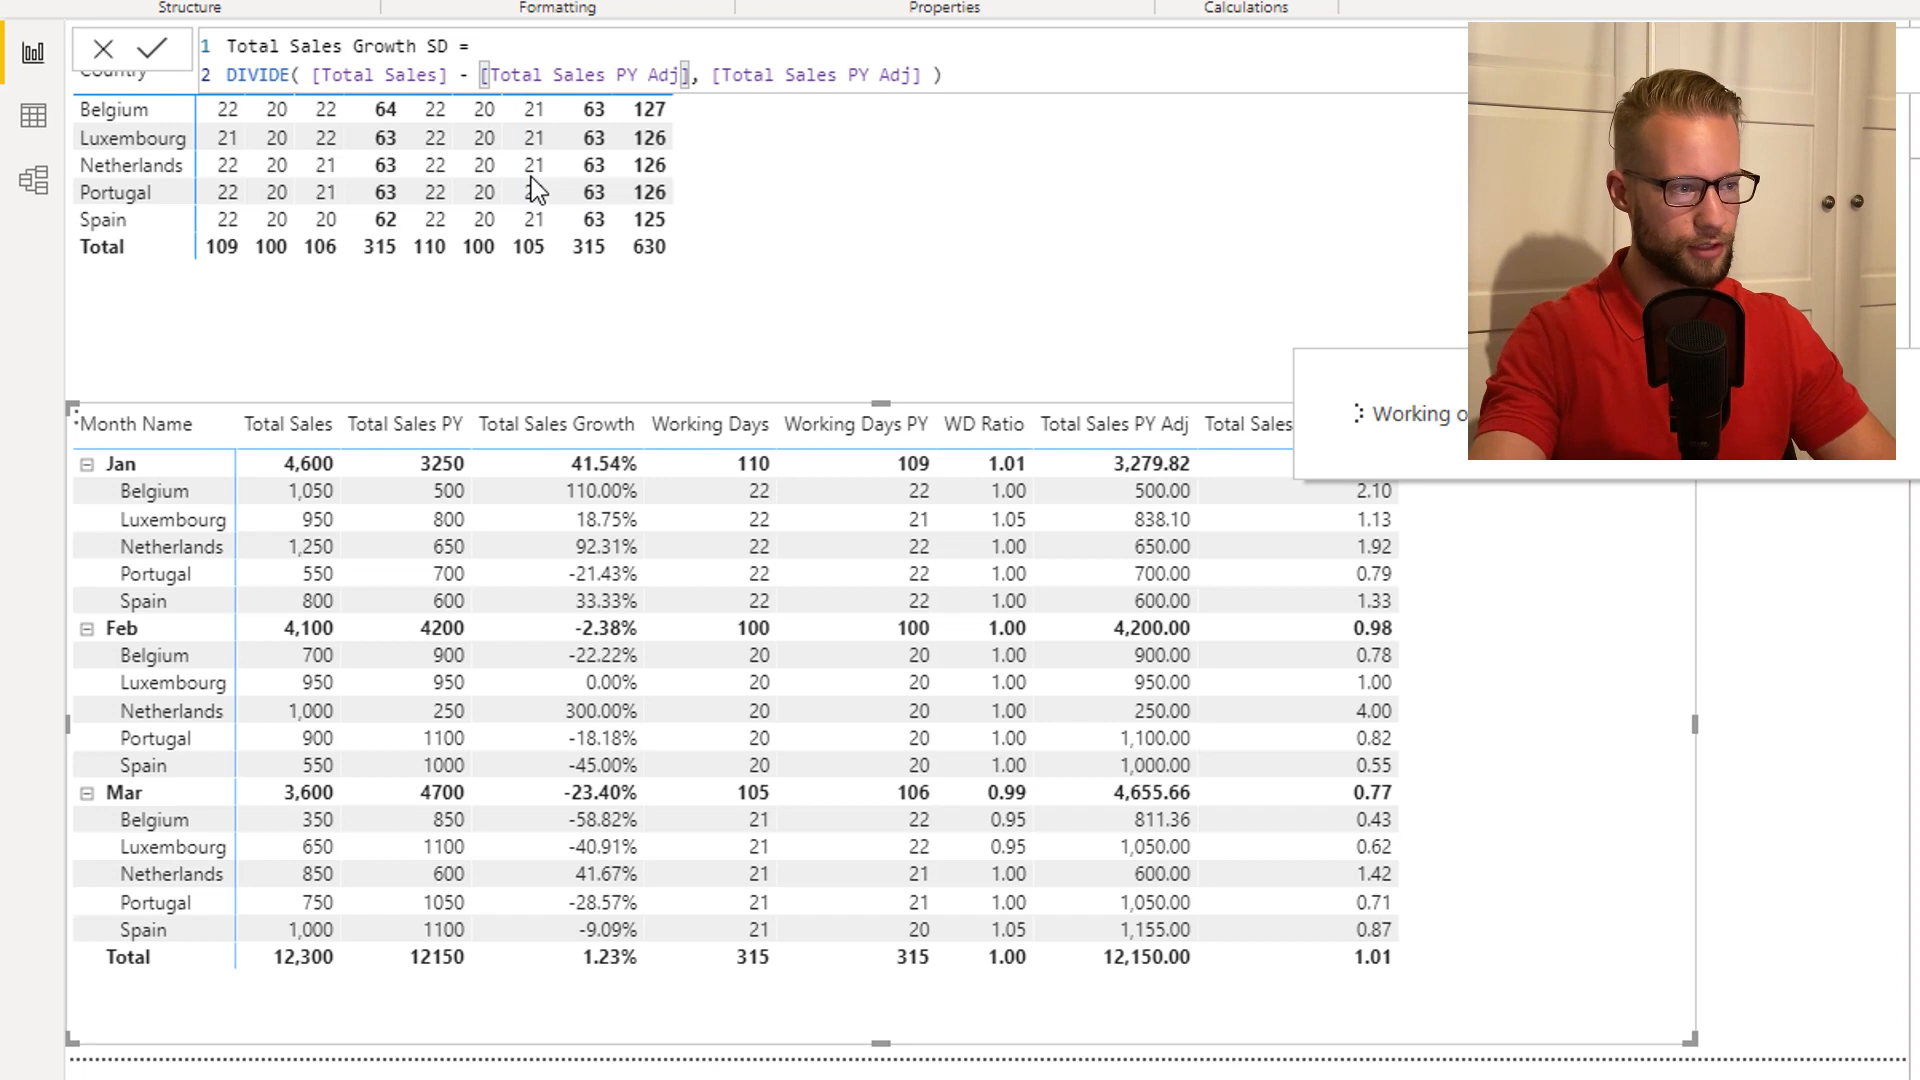 Structure Formatting Properties Calculations
1 Total Sales Growth SD =
2 DIVIDE( [Total Sales] - [Total Sales PY Adj], [Total Sales PY Adj] )
Country
Belgium 22 20 22 64 22 20 21 63 127
Luxembourg 21 20 22 63 22 20 21 63 126
Netherlands 22 20 21 63 22 20 21 63 126
Portugal 22 20 21 63 22 20 63 126
Spain 22 20 20 62 22 20 21 63 125
Total 109 100 106 315 110 100 105 315 630
Working o
Month Name Total Sales Total Sales PY Total Sales Growth Working Days Working Days PY WD Ratio Total Sales PY Adj Total Sales
Jan 4,600 3250 41.54% 110 109 1.01 3,279.82
Belgium 1,050 500 110.00% 22 22 1.00 500.00 2.10
Luxembourg 950 800 18.75% 22 21 1.05 838.10 1.13
Netherlands 1,250 650 92.31% 22 22 1.00 650.00 1.92
Portugal 550 700 -21.43% 22 22 1.00 700.00 0.79
Spain 800 600 33.33% 22 22 1.00 600.00 1.33
Feb 4,100 4200 -2.38% 100 100 1.00 4,200.00 0.98
Belgium 700 900 -22.22% 20 20 1.00 900.00 0.78
Luxembourg 950 950 0.00% 20 20 1.00 950.00 1.00
Netherlands 1,000 250 300.00% 20 20 1.00 250.00 4.00
Portugal 900 1100 -18.18% 20 20 1.00 1,100.00 0.82
Spain 550 1000 -45.00% 20 20 1.00 1,000.00 0.55
Mar 3,600 4700 -23.40% 105 106 0.99 4,655.66 0.77
Belgium 350 850 -58.82% 21 22 0.95 811.36 0.43
Luxembourg 650 1100 -40.91% 21 22 0.95 1,050.00 0.62
Netherlands 850 600 41.67% 21 21 1.00 600.00 1.42
Portugal 750 1050 -28.57% 21 21 1.00 1,050.00 0.71
Spain 1,000 1100 -9.09% 21 20 1.05 1,155.00 0.87
Total 12,300 12150 1.23% 315 315 1.00 12,150.00 1.01